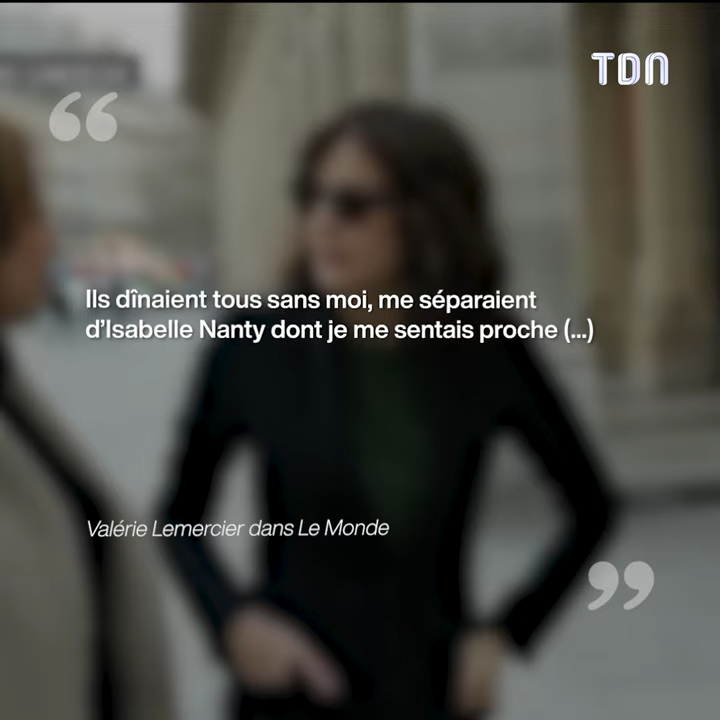 TDN
“
Ils dînaient tous sans moi, me séparaient
d’Isabelle Nanty dont je me sentais proche (...)
Valérie Lemercier dans Le Monde
”